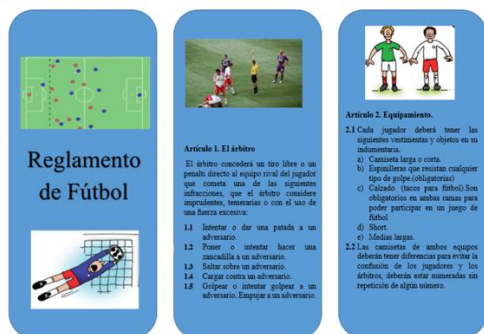 Reglamento
de Fútbol
Artículo 1. El árbitro
El árbitro concederá un tiro libre o un
penalti directo al equipo rival del jugador
que cometa una de las siguientes
infracciones, que el árbitro considere
imprudentes, temerarias o con el uso de
una fuerza excesiva:
1.1 Intentar o dar una patada a un
adversario.
1.2 Poner o intentar hacer una
zancadilla a un adversario.
1.3 Saltar sobre un adversario.
1.4 Cargar contra un adversario.
1.5 Golpear o intentar golpear a un
adversario. Empujar a un adversario.
Artículo 2. Equipamiento.
2.1 Cada jugador deberá tener las
siguientes vestimentas y objetos en su
indumentaria.
a) Camiseta larga o corta.
b) Espinilleras que resistan cualquier
tipo de golpe.(obligatorias)
c) Calzado. (tacos para fútbol).Son
obligatorios en ambas ramas para
poder participar en un juego de
fútbol
d) Short.
e) Medias largas.
2.2 Las camisetas de ambos equipos
deberán tener diferencias para evitar la
confusión de los jugadores y los
árbitros, deberán estar numeradas sin
repetición de algún número.